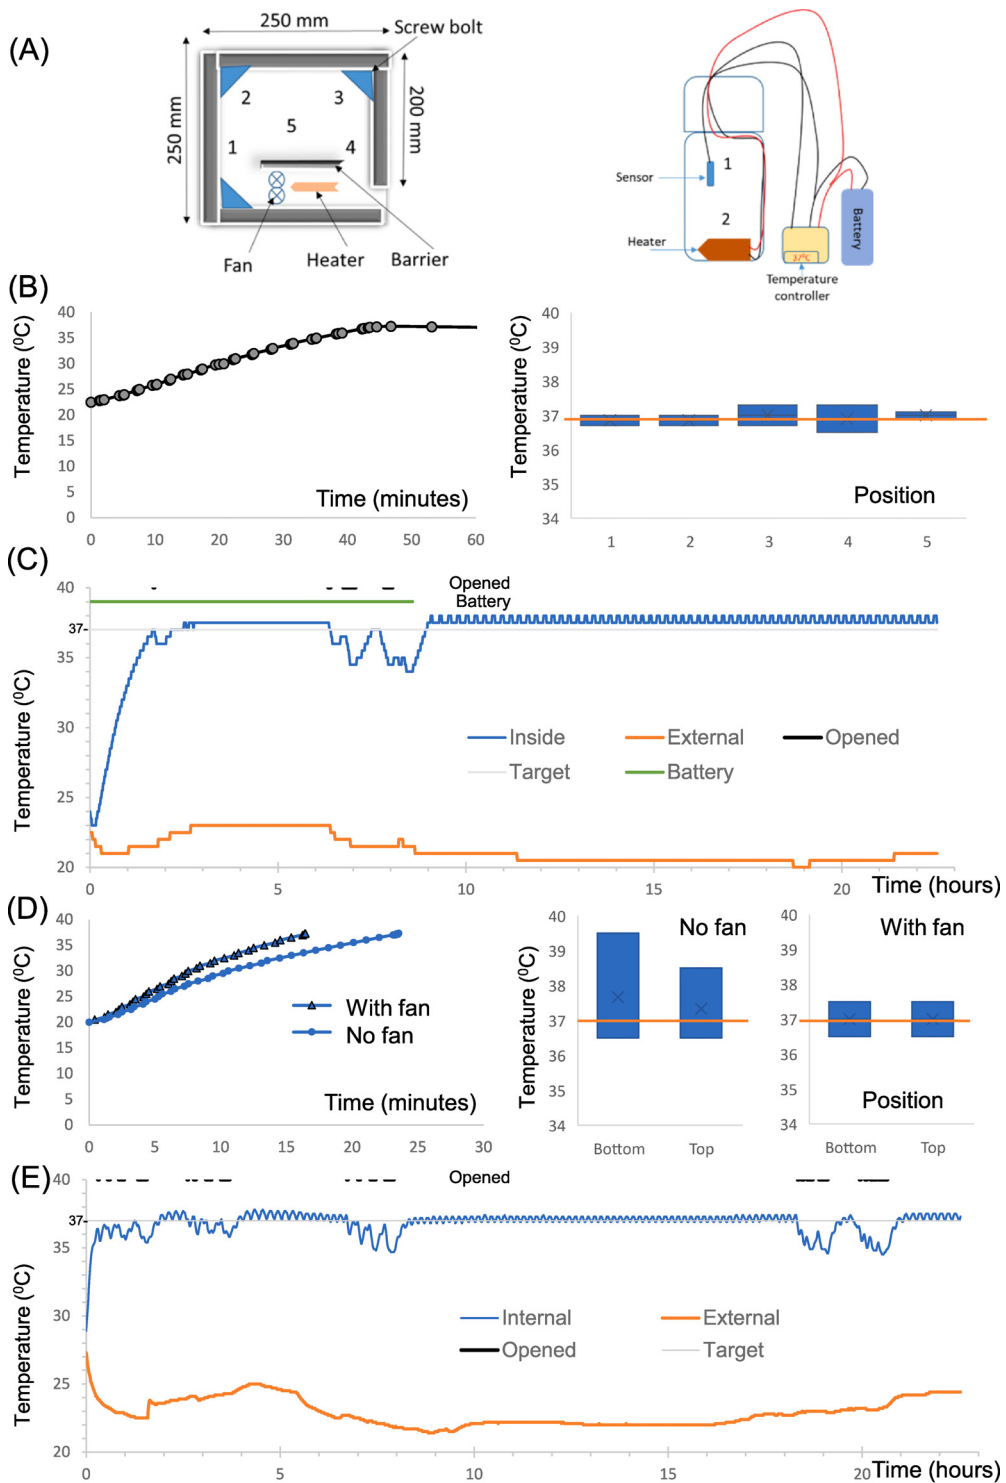 (A)
250 mm
Screw bolt
250 mm
200 mm
2
3
5
1
4
Fan
Heater
Barrier
Sensor
1
2
Heater
37⁰C
Battery
Temperature
controller
(B)
Temperature (⁰C)
40
35
30
25
20
15
10
5
0
0 10 20 30 40 50 60
Time (minutes)
Temperature (⁰C)
40
39
38
37
36
35
34
1 2 3 4 5
Position
(C)
Temperature (⁰C)
40
37
35
30
25
20
Opened
Battery
Inside
External
Opened
Target
Battery
0 5 10 15 20
Time (hours)
(D)
Temperature (⁰C)
40
35
30
25
20
15
10
5
0
With fan
No fan
Time (minutes)
0 5 10 15 20 25 30
Temperature (⁰C)
40
39
38
37
36
35
34
No fan
Bottom Top
40
39
38
37
36
35
34
With fan
Position
Bottom Top
(E)
Temperature (⁰C)
40
37
35
30
25
20
Opened
Internal
External
Opened
Target
0 5 10 15 20
Time (hours)